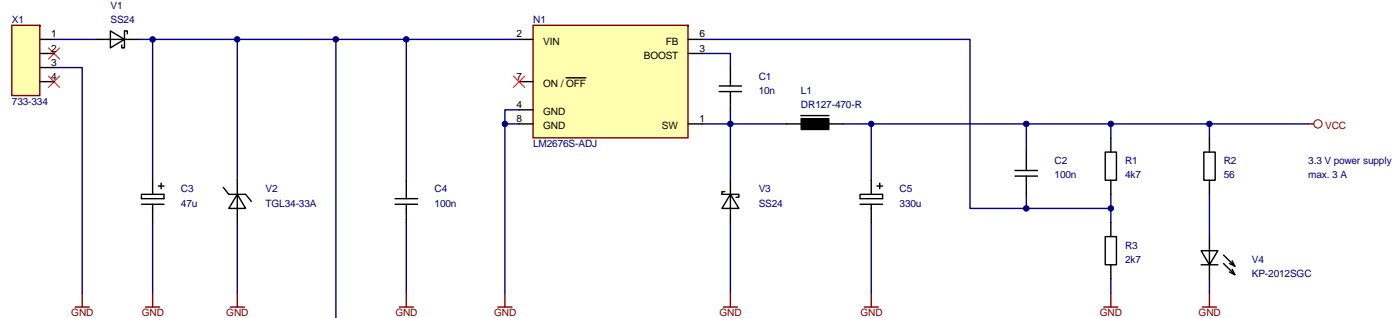 X1
1
2
3
4
733-334
V1
SS24
C3
47u
V2
TGL34-33A
C4
100n
N1
2
VIN
FB
6
BOOST
3
7
ON / OFF
4
GND
8
GND
SW
1
LM2676S-ADJ
C1
10n
L1
DR127-470-R
V3
SS24
C5
330u
C2
100n
R1
4k7
R3
2k7
R2
56
V4
KP-2012SGC
VCC
3.3 V power supply
max. 3 A
GND
GND
GND
GND
GND
GND
GND
GND
GND
+
+